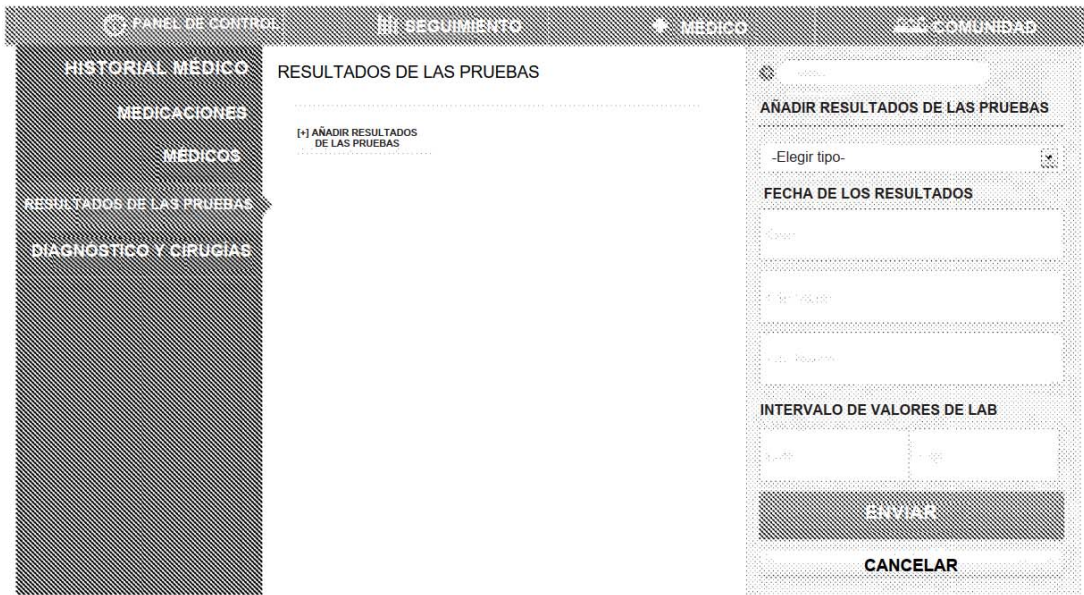 PANEL DE CONTROL
SEGUIMIENTO
MÉDICO
COMUNIDAD
HISTORIAL MÉDICO
MEDICACIONES
MÉDICOS
RESULTADOS DE LAS PRUEBAS
DIAGNÓSTICO Y CIRUGÍAS
RESULTADOS DE LAS PRUEBAS
[+] AÑADIR RESULTADOS
DE LAS PRUEBAS
AÑADIR RESULTADOS DE LAS PRUEBAS
-Elegir tipo-
FECHA DE LOS RESULTADOS
INTERVALO DE VALORES DE LAB
ENVIAR
CANCELAR